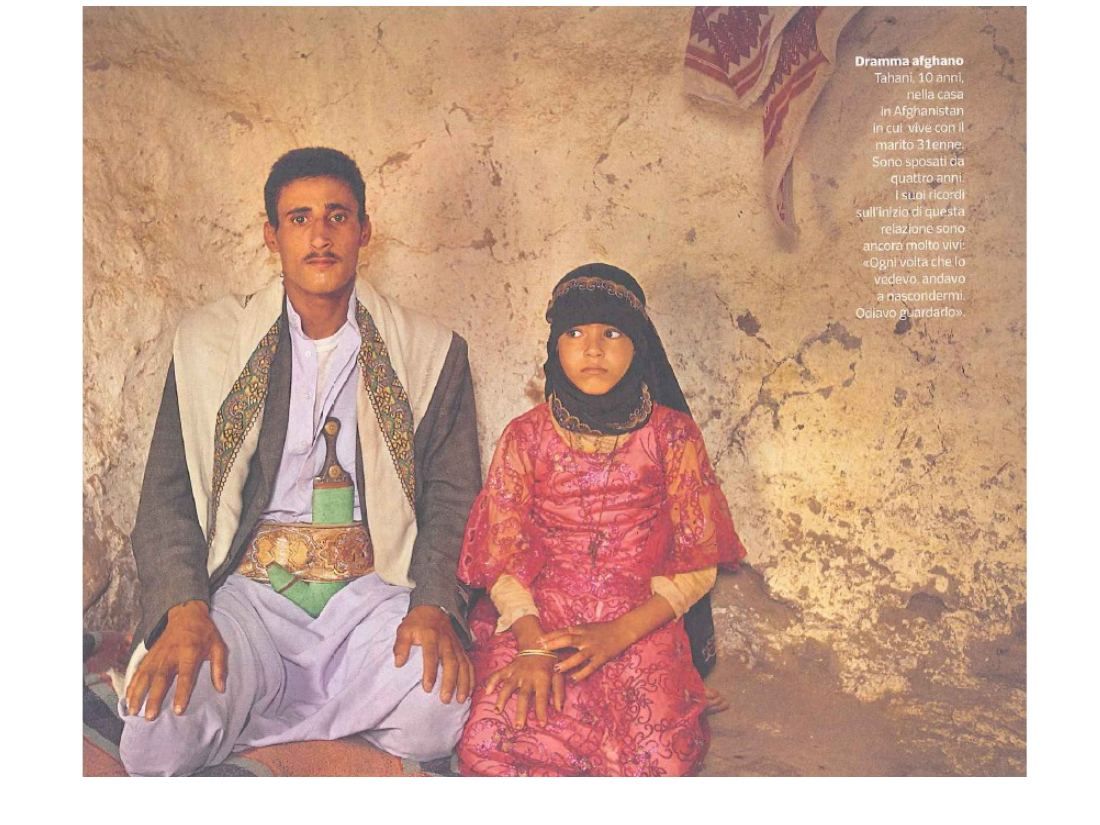 Dramma afghano
Tahani, 10 anni,
nella casa
in Afghanistan
in cui vive con il
marito 31enne.
Sono sposati da
quattro anni.
I suoi ricordi
sull'inizio di questa
relazione sono
ancora molto vivi:
«Ogni volta che lo
vedevo, andavo
a nascondermi.
Odiavo guardarlo».